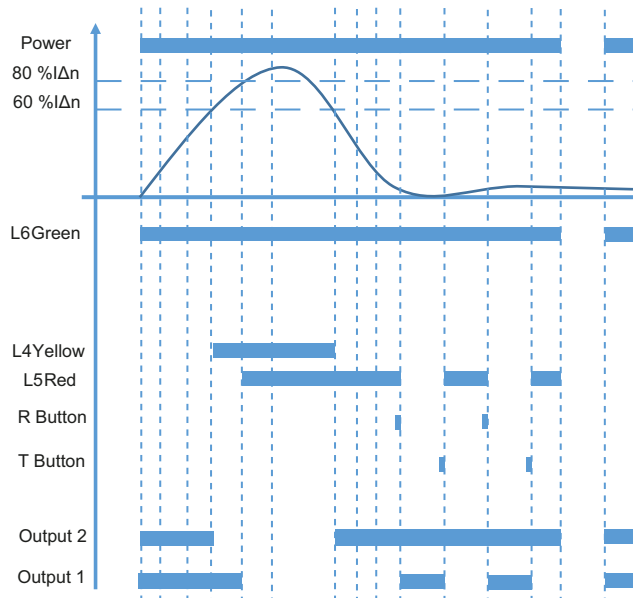 Power
80 %IΔn
60 %IΔn
L6Green
L4Yellow
L5Red
R Button
T Button
Output 2
Output 1